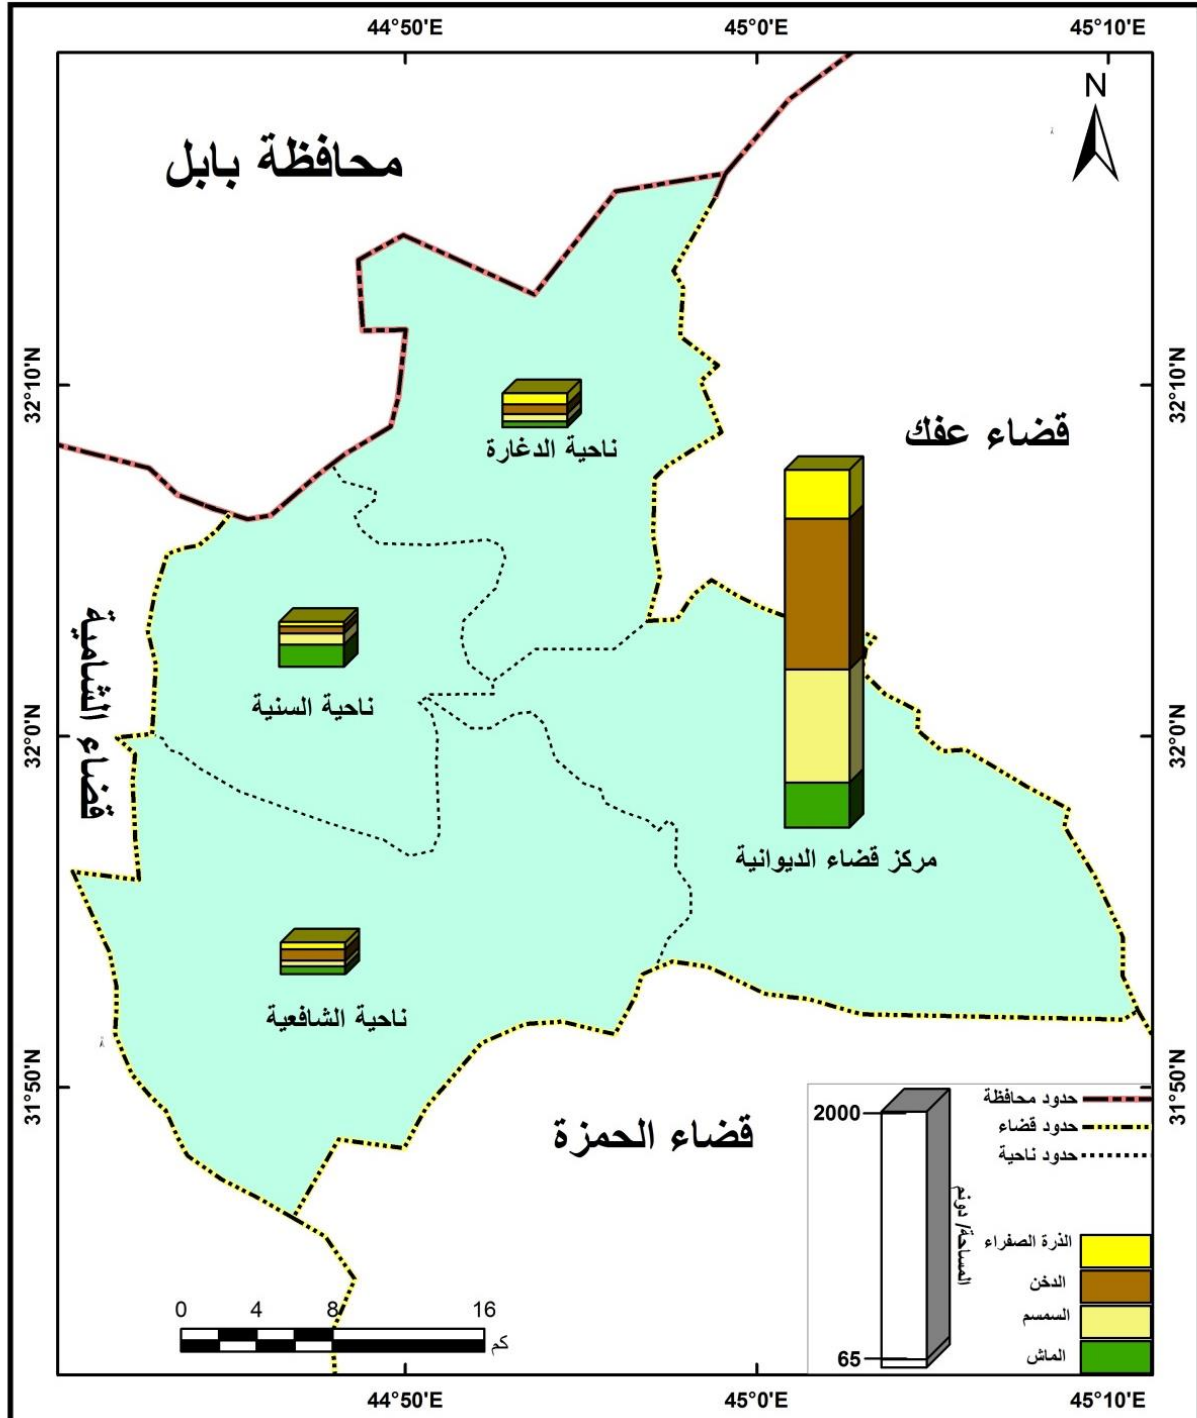 44°50'E
45°0'E
45°10'E
N
محافظة بابل
32°10'N
32°10'N
قضاء عفك
ناحية الدغارة
قضاء الشامية
ناحية السنية
32°0'N
32°0'N
مركز قضاء الديوانية
ناحية الشافعية
31°50'N
31°50'N
قضاء الحمزة
حدود محافظة
2000
حدود قضاء
حدود ناحية
المساحة/ دونم
الذرة الصفراء
الدخن
السمسم
الماش
65
0 4 8 16
كم
44°50'E
45°0'E
45°10'E